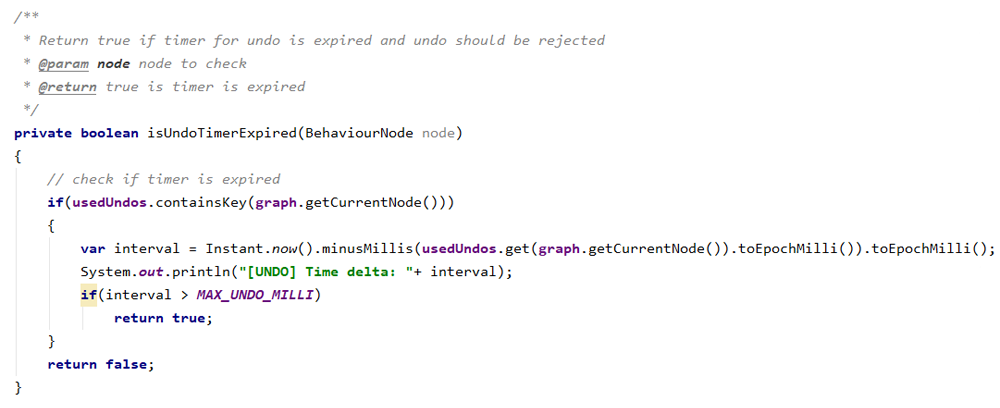 /**
 * Return true if timer for undo is expired and undo should be rejected
 * @param node node to check
 * @return true is timer is expired
 */
private boolean isUndoTimerExpired(BehaviourNode node)
{
    // check if timer is expired
    if(usedUndos.containsKey(graph.getCurrentNode()))
    {
        var interval = Instant.now().minusMillis(usedUndos.get(graph.getCurrentNode()).toEpochMilli()).toEpochMilli();
        System.out.println("[UNDO] Time delta: "+ interval);
        if(interval > MAX_UNDO_MILLI)
            return true;
    }
    return false;
}